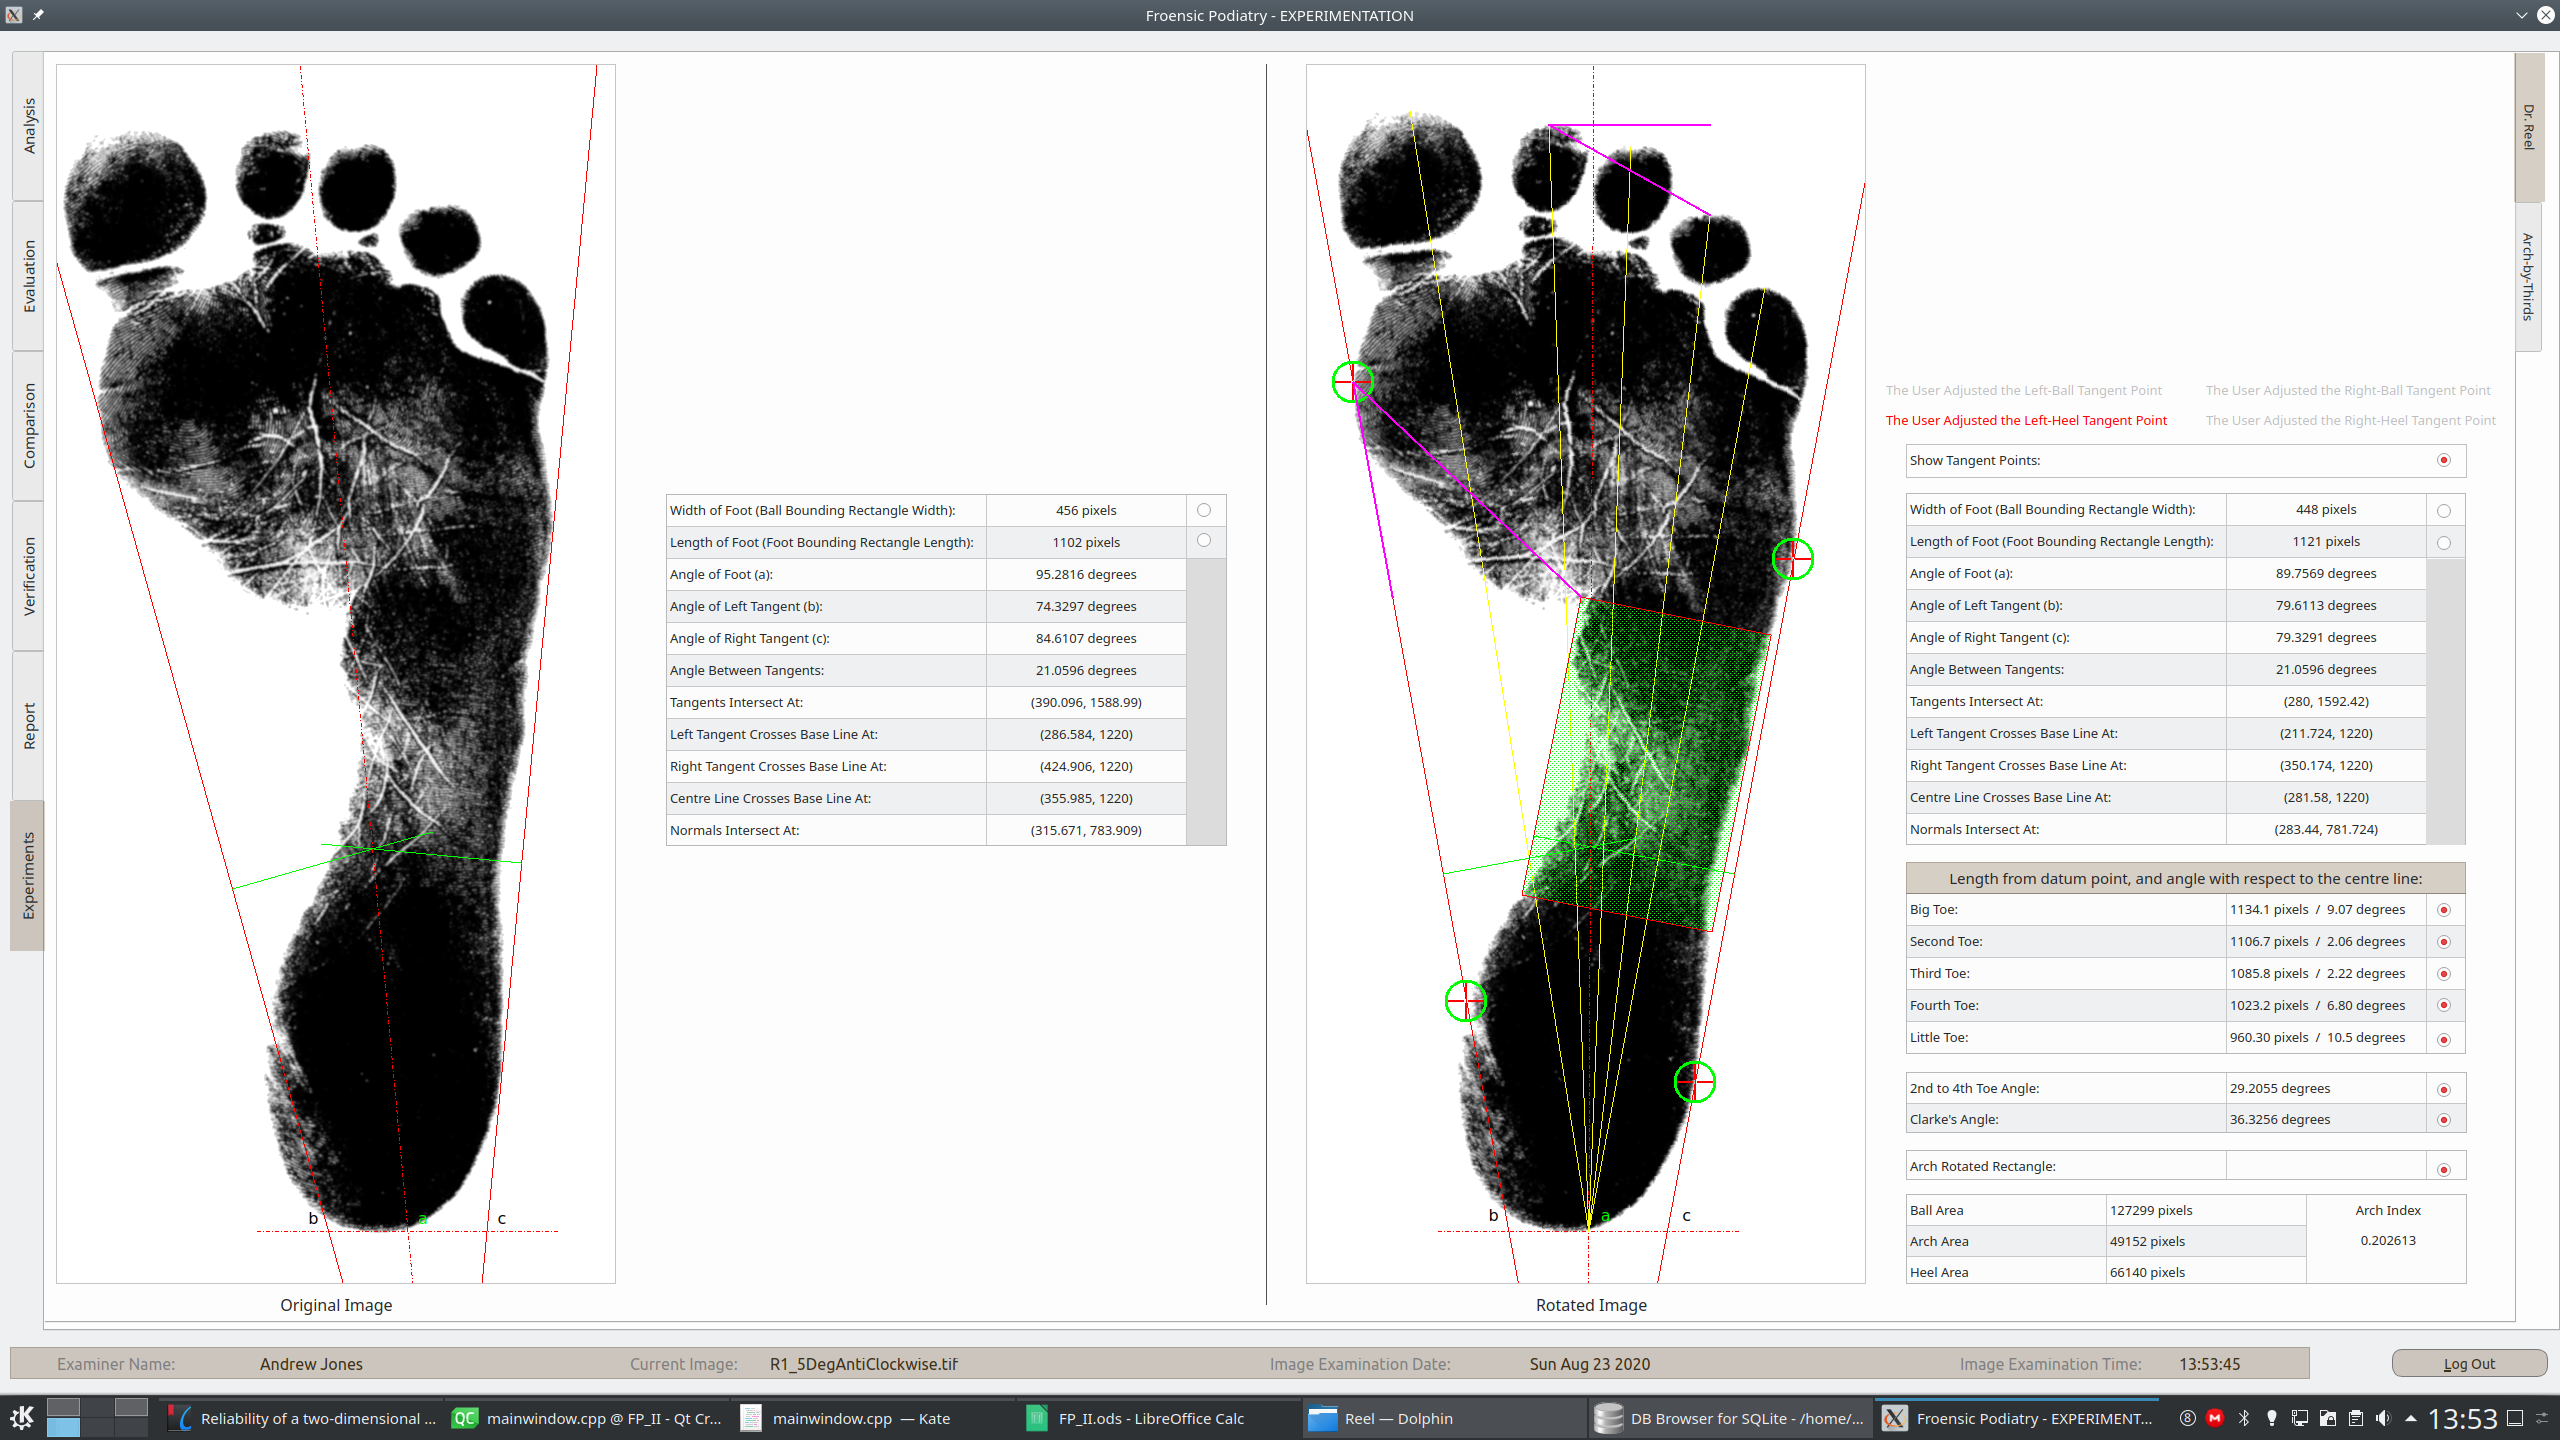 Froensic Podiatry - EXPERIMENTATION
Analysis
Evaluation
Comparison
Verification
Report
Experiments
b a c
Original Image
Width of Foot (Ball Bounding Rectangle Width): 456 pixels
Length of Foot (Foot Bounding Rectangle Length): 1102 pixels
Angle of Foot (a): 95.2816 degrees
Angle of Left Tangent (b): 74.3297 degrees
Angle of Right Tangent (c): 84.6107 degrees
Angle Between Tangents: 21.0596 degrees
Tangents Intersect At: (390.096, 1588.99)
Left Tangent Crosses Base Line At: (286.584, 1220)
Right Tangent Crosses Base Line At: (424.906, 1220)
Centre Line Crosses Base Line At: (355.985, 1220)
Normals Intersect At: (315.671, 783.909)
b a c
Rotated Image
Dr. Reel
Arch-by-Thirds
The User Adjusted the Left-Ball Tangent Point The User Adjusted the Right-Ball Tangent Point
The User Adjusted the Left-Heel Tangent Point The User Adjusted the Right-Heel Tangent Point
Show Tangent Points:
Width of Foot (Ball Bounding Rectangle Width): 448 pixels
Length of Foot (Foot Bounding Rectangle Length): 1121 pixels
Angle of Foot (a): 89.7569 degrees
Angle of Left Tangent (b): 79.6113 degrees
Angle of Right Tangent (c): 79.3291 degrees
Angle Between Tangents: 21.0596 degrees
Tangents Intersect At: (280, 1592.42)
Left Tangent Crosses Base Line At: (211.724, 1220)
Right Tangent Crosses Base Line At: (350.174, 1220)
Centre Line Crosses Base Line At: (281.58, 1220)
Normals Intersect At: (283.44, 781.724)
Length from datum point, and angle with respect to the centre line:
Big Toe: 1134.1 pixels / 9.07 degrees
Second Toe: 1106.7 pixels / 2.06 degrees
Third Toe: 1085.8 pixels / 2.22 degrees
Fourth Toe: 1023.2 pixels / 6.80 degrees
Little Toe: 960.30 pixels / 10.5 degrees
2nd to 4th Toe Angle: 29.2055 degrees
Clarke's Angle: 36.3256 degrees
Arch Rotated Rectangle:
Ball Area 127299 pixels Arch Index
Arch Area 49152 pixels 0.202613
Heel Area 66140 pixels
Examiner Name: Andrew Jones Current Image: R1_5DegAntiClockwise.tif Image Examination Date: Sun Aug 23 2020 Image Examination Time: 13:53:45 Log Out
Reliability of a two-dimensional ... QC mainwindow.cpp @ FP_II - Qt Cr... mainwindow.cpp — Kate FP_II.ods - LibreOffice Calc Reel — Dolphin DB Browser for SQLite - /home/... Froensic Podiatry - EXPERIMENT... 8 M 13:53